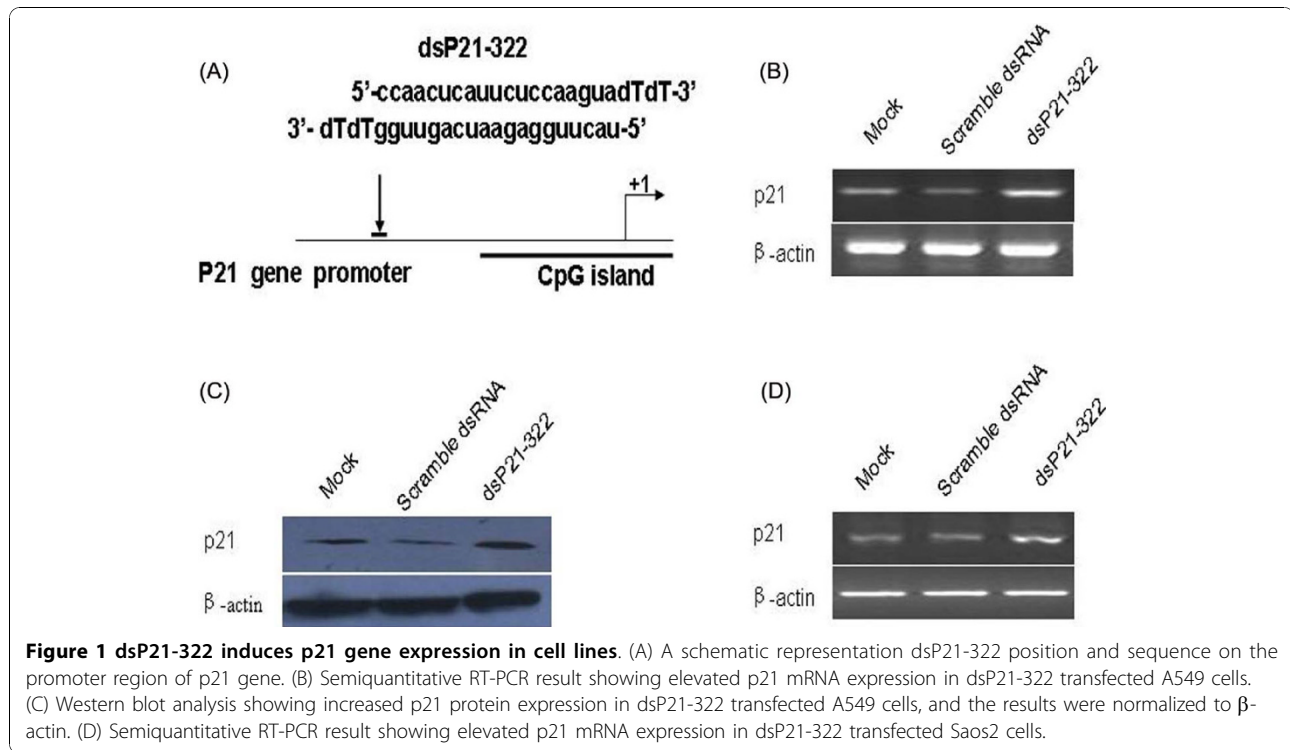 (A)
dsP21-322
5'-ccaacucauucuccaaguadTdT-3'
3'- dTdTgguugacuaagagguucau-5'
+1
P21 gene promoter
CpG island
(B)
Mock
Scramble dsRNA
dsP21-322
p21
β-actin
(C)
Mock
Scramble dsRNA
dsP21-322
p21
β-actin
(D)
Mock
Scramble dsRNA
dsP21-322
p21
β-actin
Figure 1 dsP21-322 induces p21 gene expression in cell lines. (A) A schematic representation dsP21-322 position and sequence on the
promoter region of p21 gene. (B) Semiquantitative RT-PCR result showing elevated p21 mRNA expression in dsP21-322 transfected A549 cells.
(C) Western blot analysis showing increased p21 protein expression in dsP21-322 transfected A549 cells, and the results were normalized to β-
actin. (D) Semiquantitative RT-PCR result showing elevated p21 mRNA expression in dsP21-322 transfected Saos2 cells.